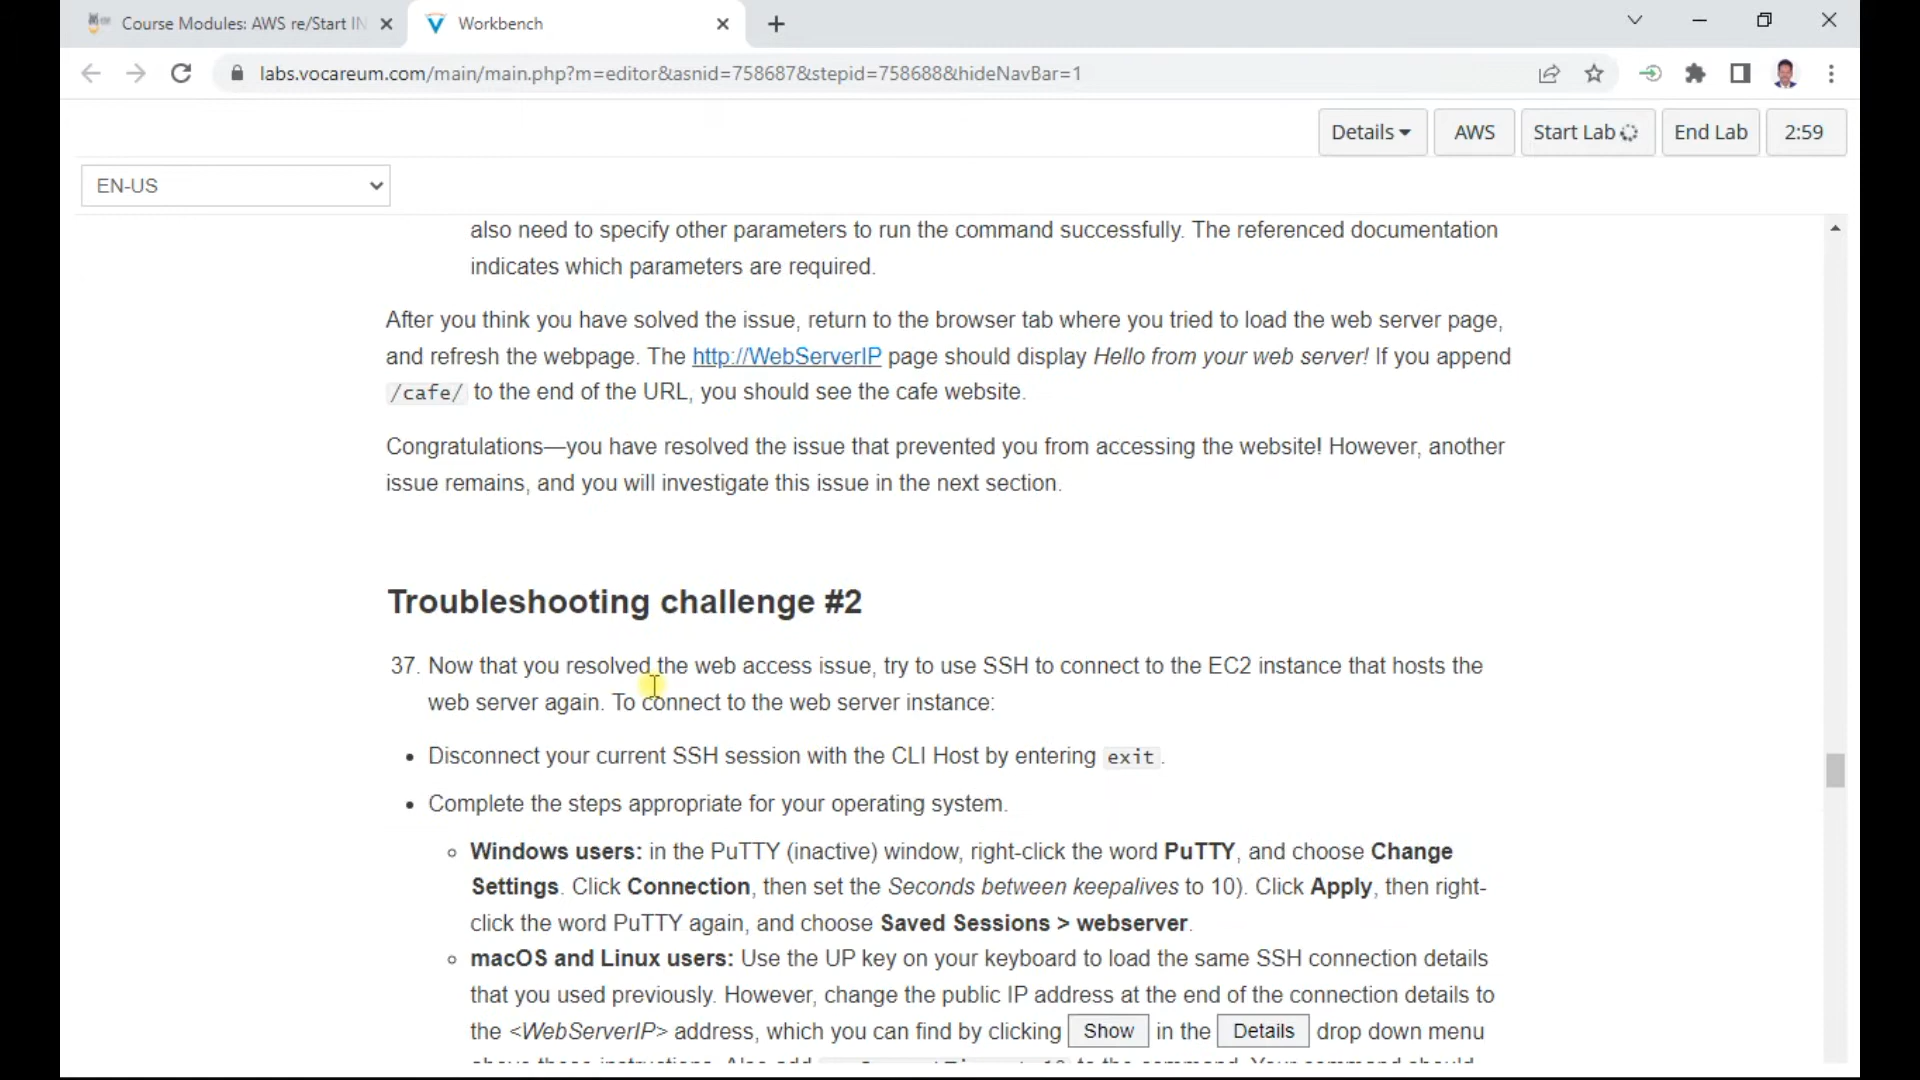 Course Modules: AWS re/Start IN
Workbench
labs.vocareum.com/main/main.php?m=editor&asnid=758687&stepid=758688&hideNavBar=1
Details
AWS
Start Lab
End Lab
2:59
EN-US
also need to specify other parameters to run the command successfully. The referenced documentation
indicates which parameters are required.
After you think you have solved the issue, return to the browser tab where you tried to load the web server page,
and refresh the webpage. The http://WebServerIP page should display Hello from your web server! If you append
/cafe/ to the end of the URL, you should see the cafe website.
Congratulations—you have resolved the issue that prevented you from accessing the website! However, another
issue remains, and you will investigate this issue in the next section.
Troubleshooting challenge #2
37. Now that you resolved the web access issue, try to use SSH to connect to the EC2 instance that hosts the
web server again. To connect to the web server instance:
• Disconnect your current SSH session with the CLI Host by entering exit.
• Complete the steps appropriate for your operating system.
Windows users: in the PuTTY (inactive) window, right-click the word PuTTY, and choose Change
Settings. Click Connection, then set the Seconds between keepalives to 10). Click Apply, then right-
click the word PuTTY again, and choose Saved Sessions > webserver.
macOS and Linux users: Use the UP key on your keyboard to load the same SSH connection details
that you used previously. However, change the public IP address at the end of the connection details to
the <WebServerIP> address, which you can find by clicking Show in the Details drop down menu